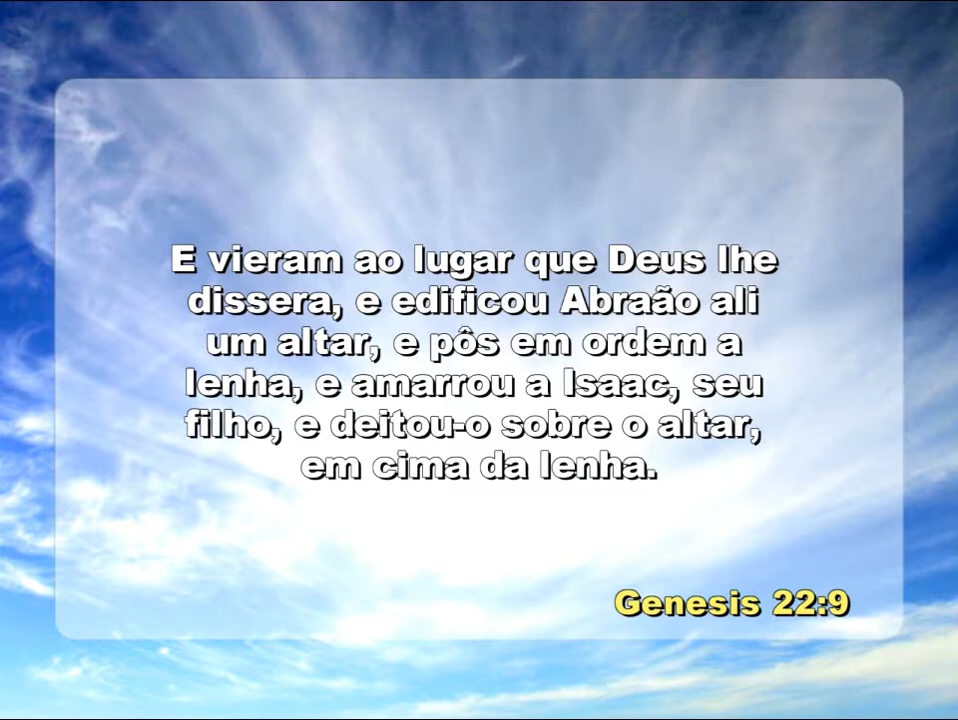 E vieram ao lugar que Deus lhe
dissera, e edificou Abraão ali
um altar, e pôs em ordem a
lenha, e amarrou a Isaac, seu
filho, e deitou-o sobre o altar,
em cima da lenha.
Genesis 22:9